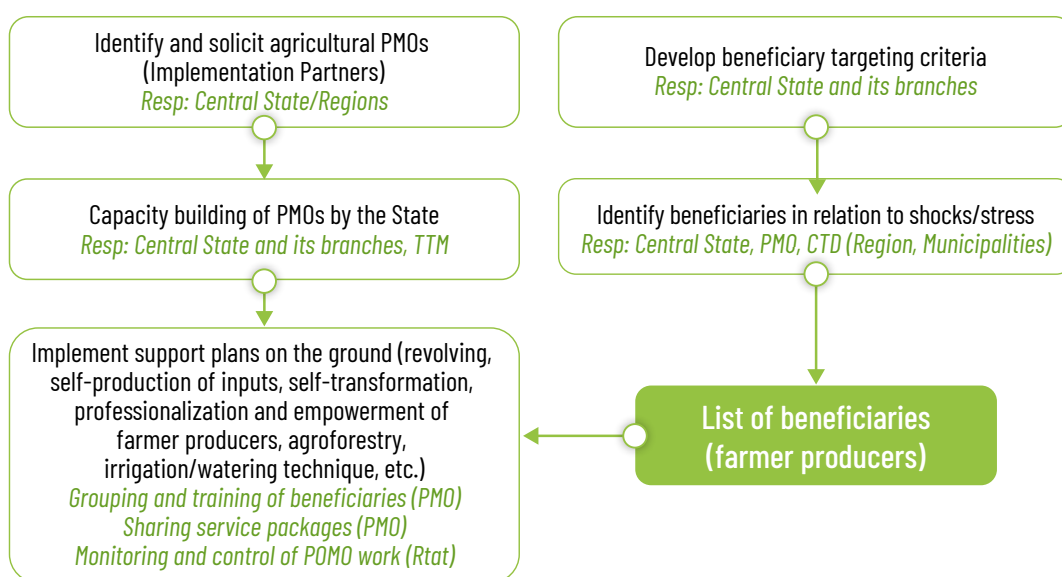 Identify and solicit agricultural PMOs
(Implementation Partners)
Resp: Central State/Regions
Capacity building of PMOs by the State
Resp: Central State and its branches, TTM
Implement support plans on the ground (revolving,
self-production of inputs, self-transformation,
professionalization and empowerment of
farmer producers, agroforestry,
irrigation/watering technique, etc.)
Grouping and training of beneficiaries (PMO)
Sharing service packages (PMO)
Monitoring and control of POMO work (Rtat)
Develop beneficiary targeting criteria
Resp: Central State and its branches
Identify beneficiaries in relation to shocks/stress
Resp: Central State, PMO, CTD (Region, Municipalities)
List of beneficiaries
(farmer producers)